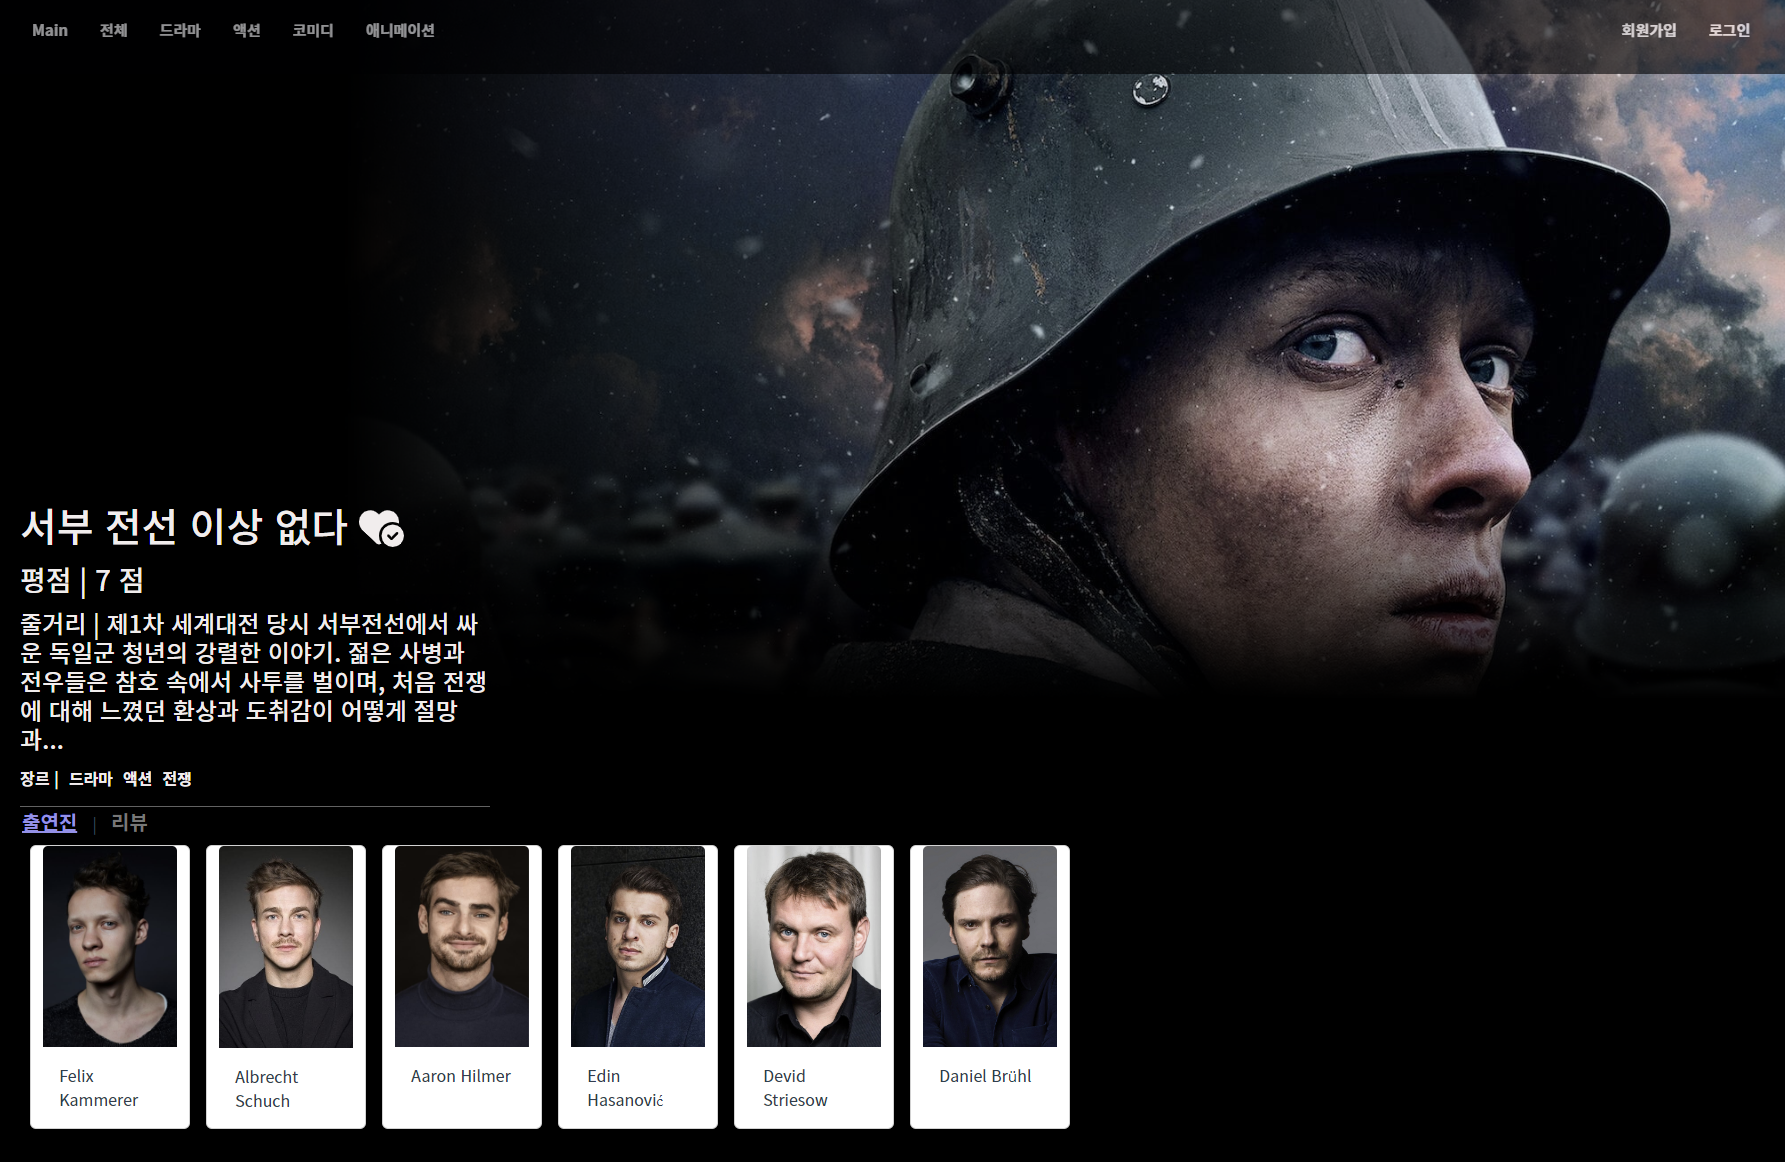 Main 전체 드라마 액션 코미디 애니메이션 회원가입 로그인
서부 전선 이상 없다
평점 | 7 점
줄거리 | 제1차 세계대전 당시 서부전선에서 싸
운 독일군 청년의 강렬한 이야기. 젊은 사병과
전우들은 참호 속에서 사투를 벌이며, 처음 전쟁
에 대해 느꼈던 환상과 도취감이 어떻게 절망
과...
장르 | 드라마 액션 전쟁
출연진 | 리뷰
Felix
Kammerer
Albrecht
Schuch
Aaron Hilmer
Edin
Hasanović
Devid
Striesow
Daniel Brühl